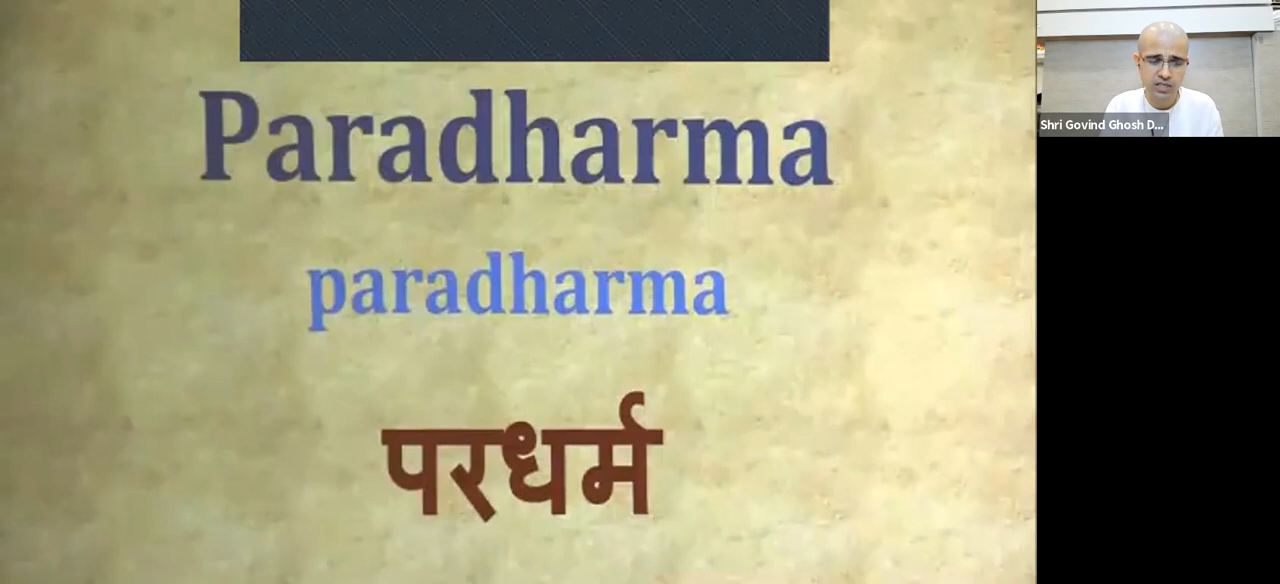 Paradharma
paradharma
परधर्म
Shri Govind Ghosh D...